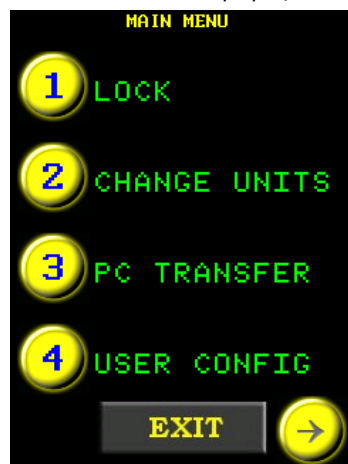 MAIN MENU
1 LOCK
2 CHANGE UNITS
3 PC TRANSFER
4 USER CONFIG
EXIT →